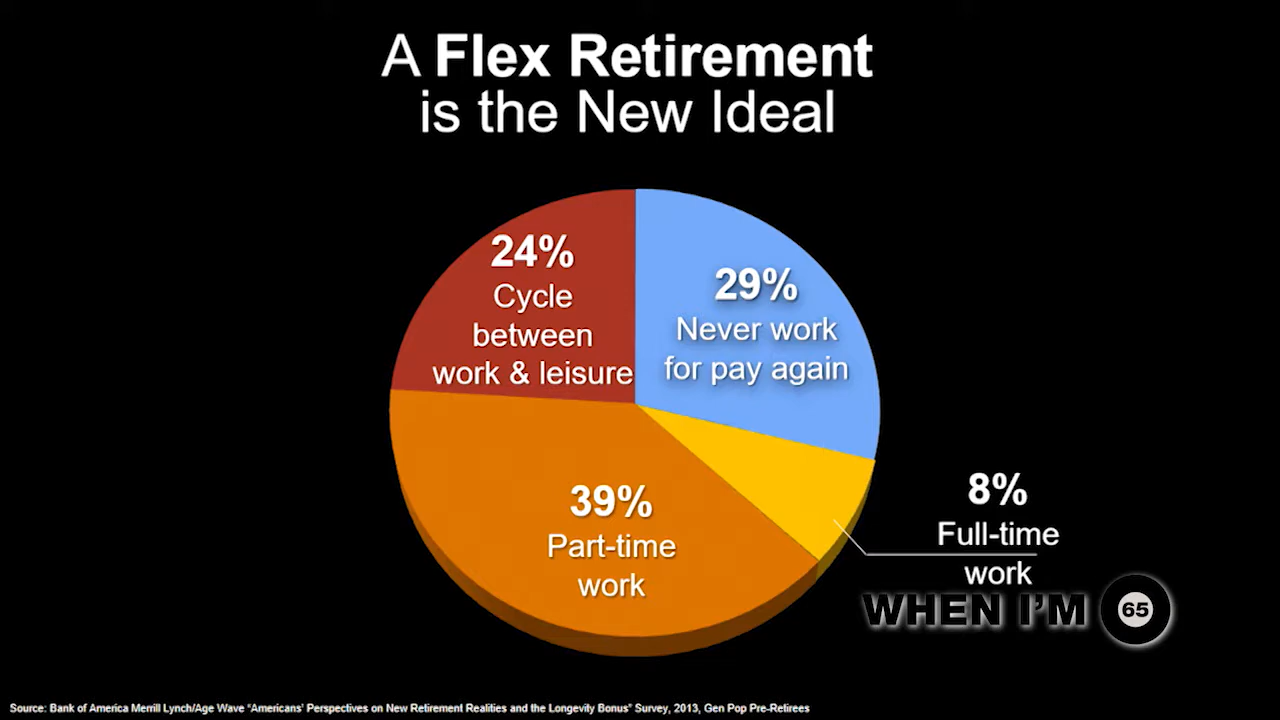 A Flex Retirement
is the New Ideal
24%
Cycle
between
work & leisure
29%
Never work
for pay again
39%
Part-time
work
8%
Full-time
work
WHEN I'M 65
Source: Bank of America Merrill Lynch/Age Wave "Americans' Perspectives on New Retirement Realities and the Longevity Bonus" Survey, 2013, Gen Pop Pre-Retirees